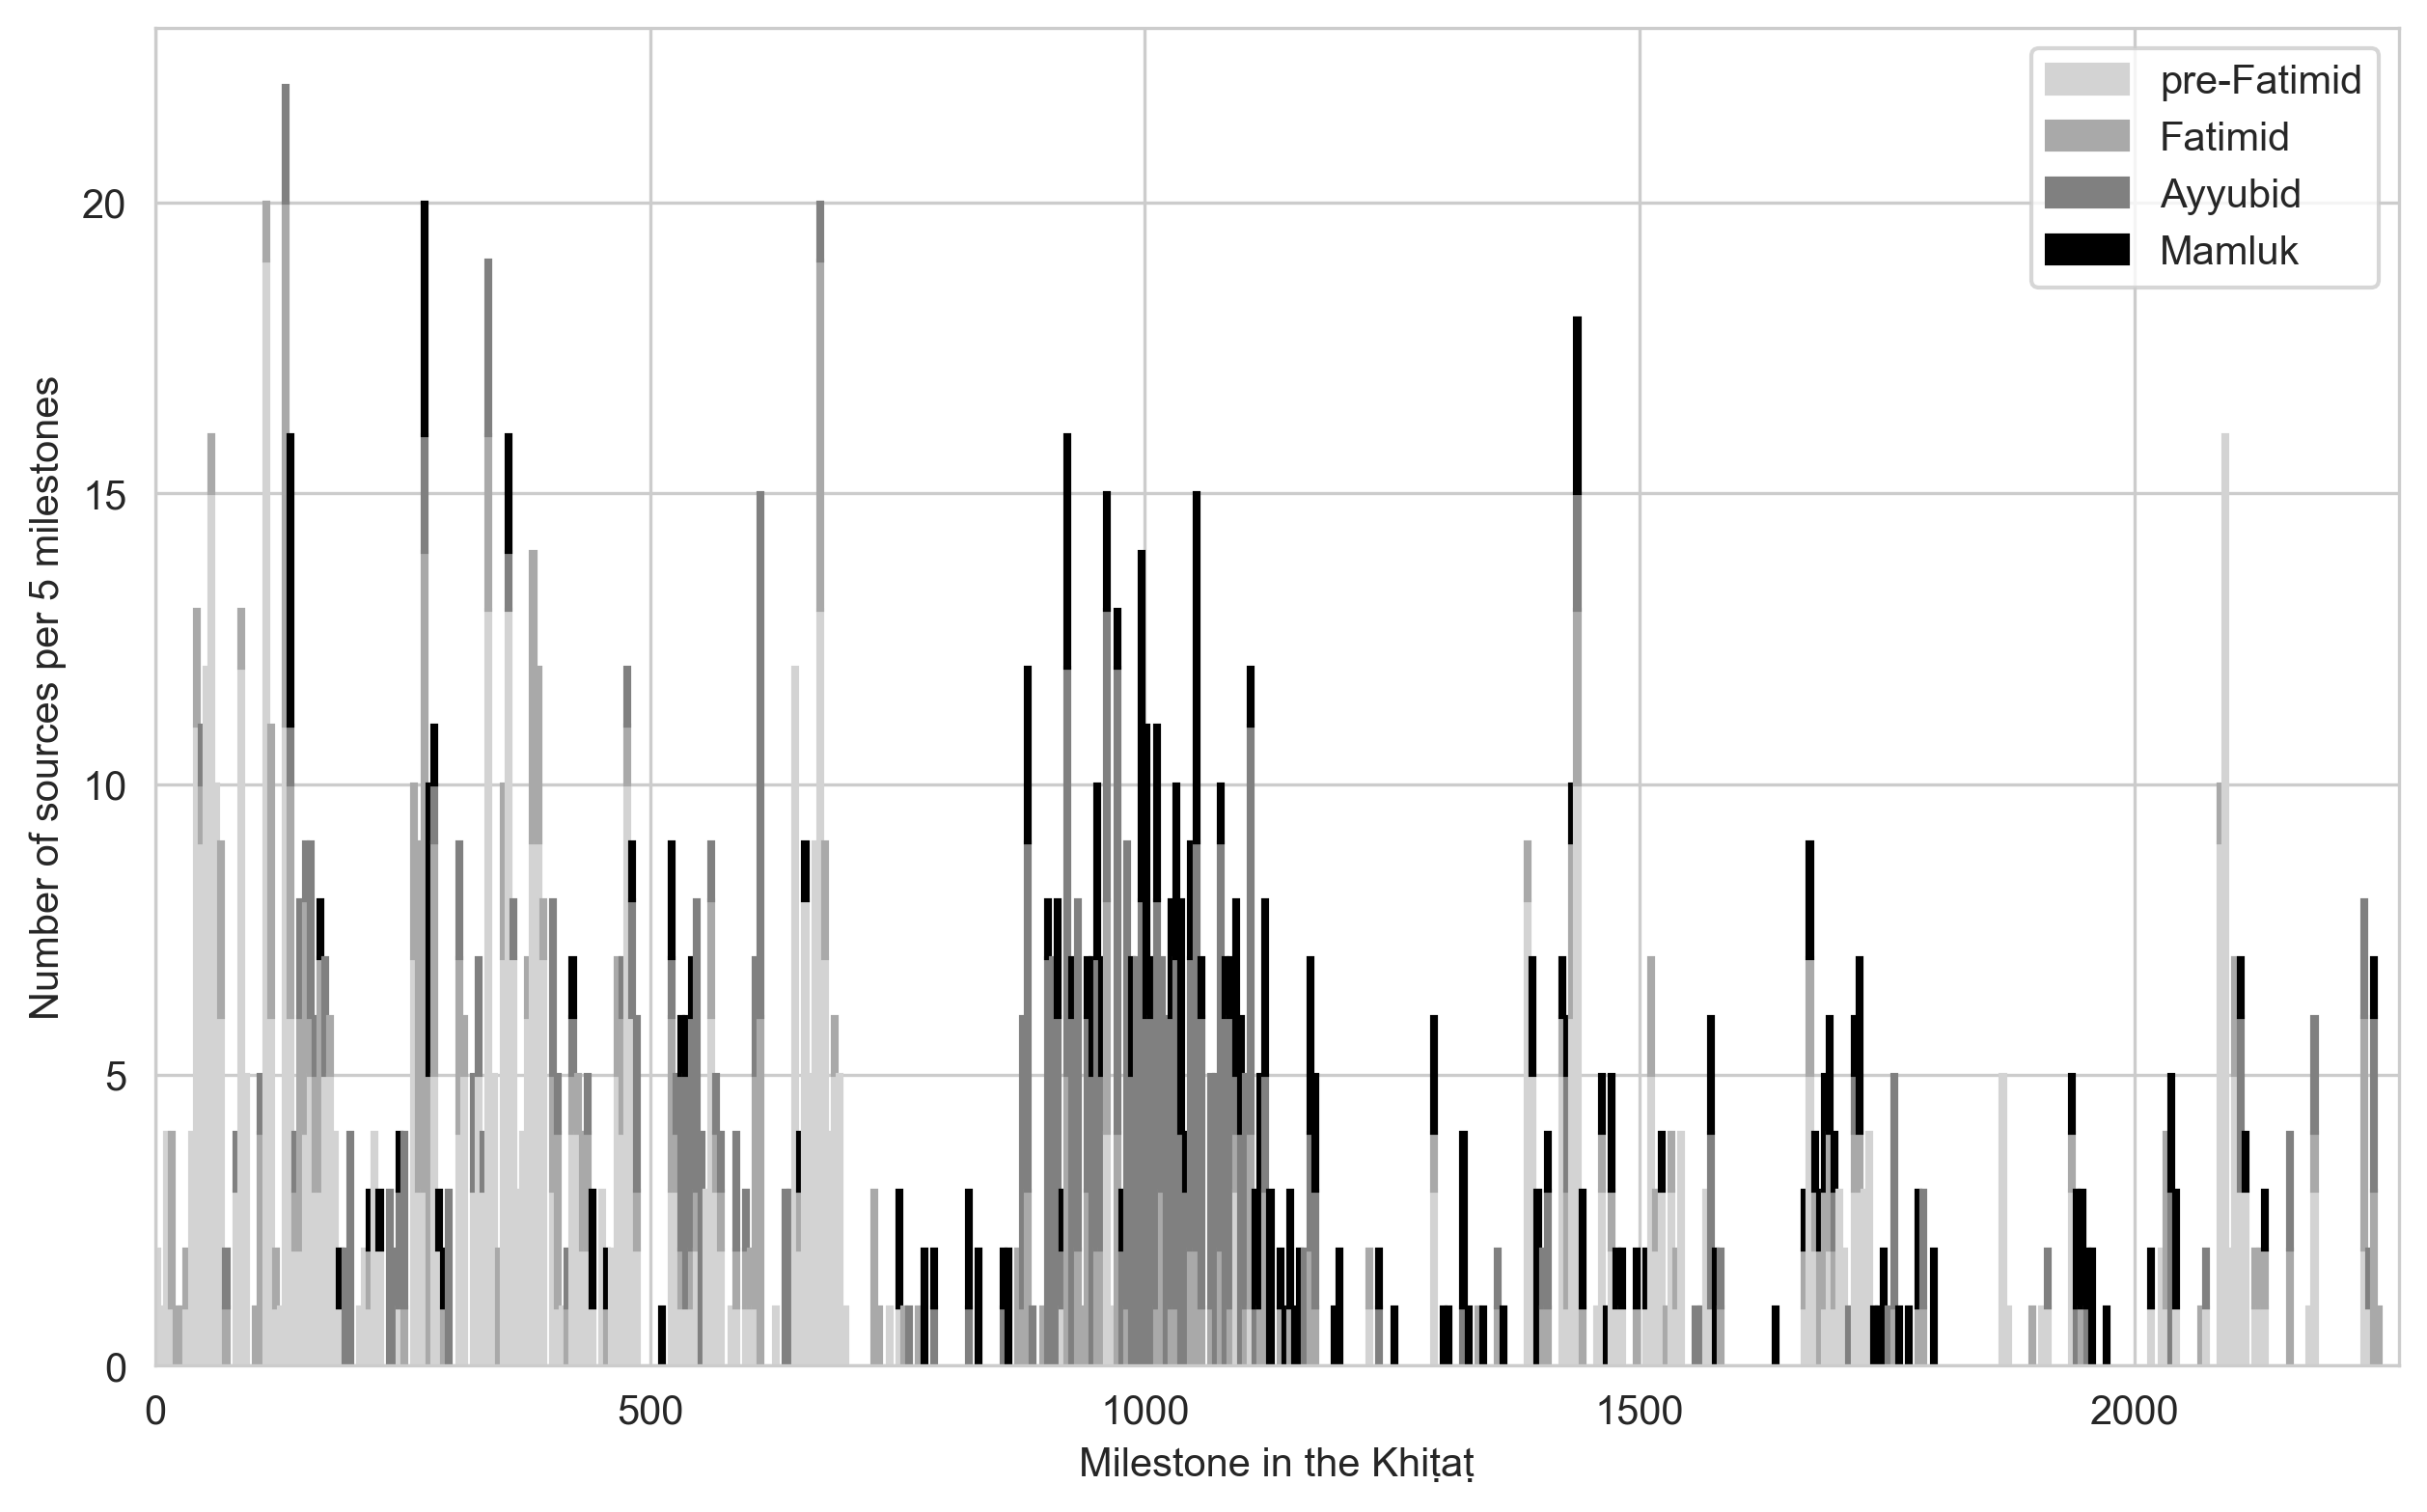 pre-Fatimid
Fatimid
Ayyubid
Mamluk
Number of sources per 5 milestones
20
15
10
5
0
0 500 1000 1500 2000
Milestone in the Khiṭaṭ